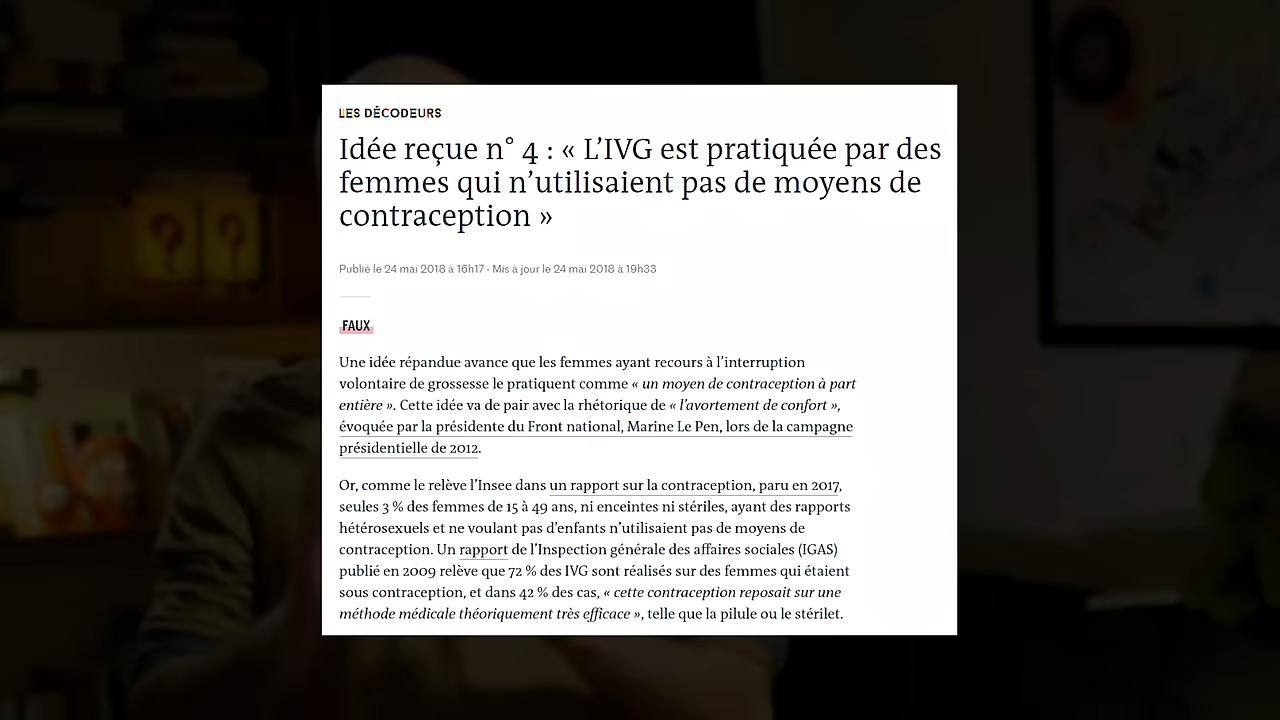 LES DÉCODEURS
Idée reçue n° 4 : « L’IVG est pratiquée par des
femmes qui n’utilisaient pas de moyens de
contraception »
Publié le 24 mai 2018 à 16h17 - Mis à jour le 24 mai 2018 à 19h33
FAUX
Une idée répandue avance que les femmes ayant recours à l’interruption
volontaire de grossesse le pratiquent comme « un moyen de contraception à part
entière ». Cette idée va de pair avec la rhétorique de « l’avortement de confort »,
évoquée par la présidente du Front national, Marine Le Pen, lors de la campagne
présidentielle de 2012.
Or, comme le relève l’Insee dans un rapport sur la contraception, paru en 2017,
seules 3 % des femmes de 15 à 49 ans, ni enceintes ni stériles, ayant des rapports
hétérosexuels et ne voulant pas d’enfants n’utilisaient pas de moyens de
contraception. Un rapport de l’Inspection générale des affaires sociales (IGAS)
publié en 2009 relève que 72 % des IVG sont réalisés sur des femmes qui étaient
sous contraception, et dans 42 % des cas, « cette contraception reposait sur une
méthode médicale théoriquement très efficace », telle que la pilule ou le stérilet.